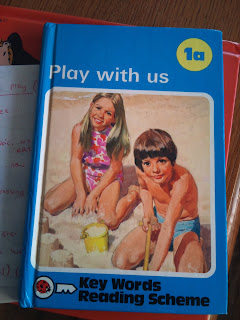 1a
Play with us
Key Words
Reading Scheme